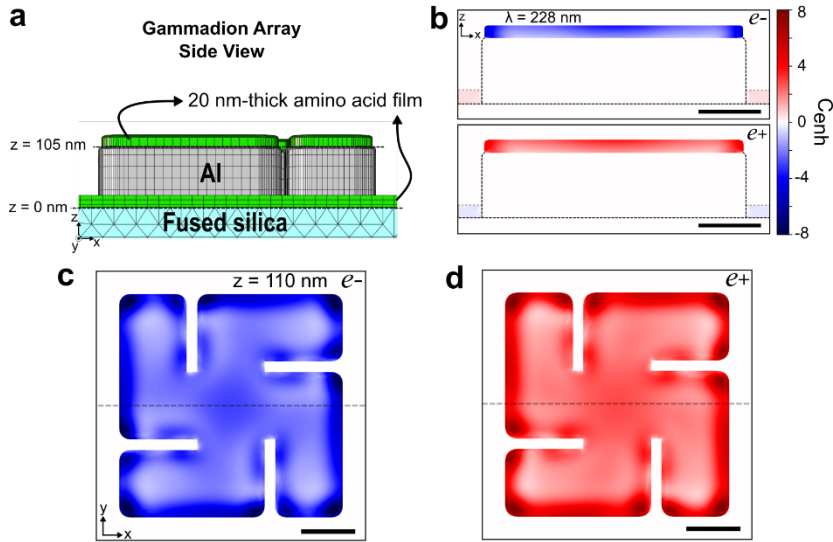 a
Gammadion Array
Side View
20 nm-thick amino acid film
z = 105 nm
Al
z = 0 nm
Fused silica
z
y
x
b
z
x
λ = 228 nm
e-
e+
8
4
0
-4
-8
Cenh
c
z = 110 nm
e-
y
x
d
e+